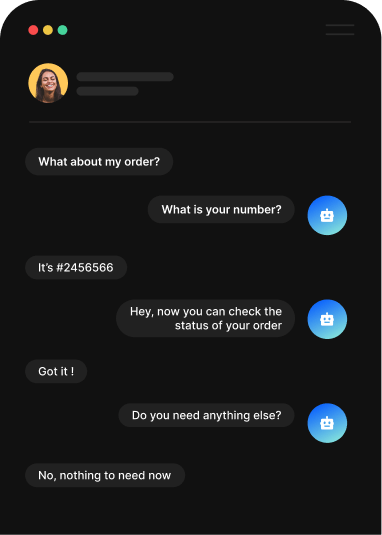 What about my order?
What is your number?
It's #2456566
Hey, now you can check the
status of your order
Got it !
Do you need anything else?
No, nothing to need now